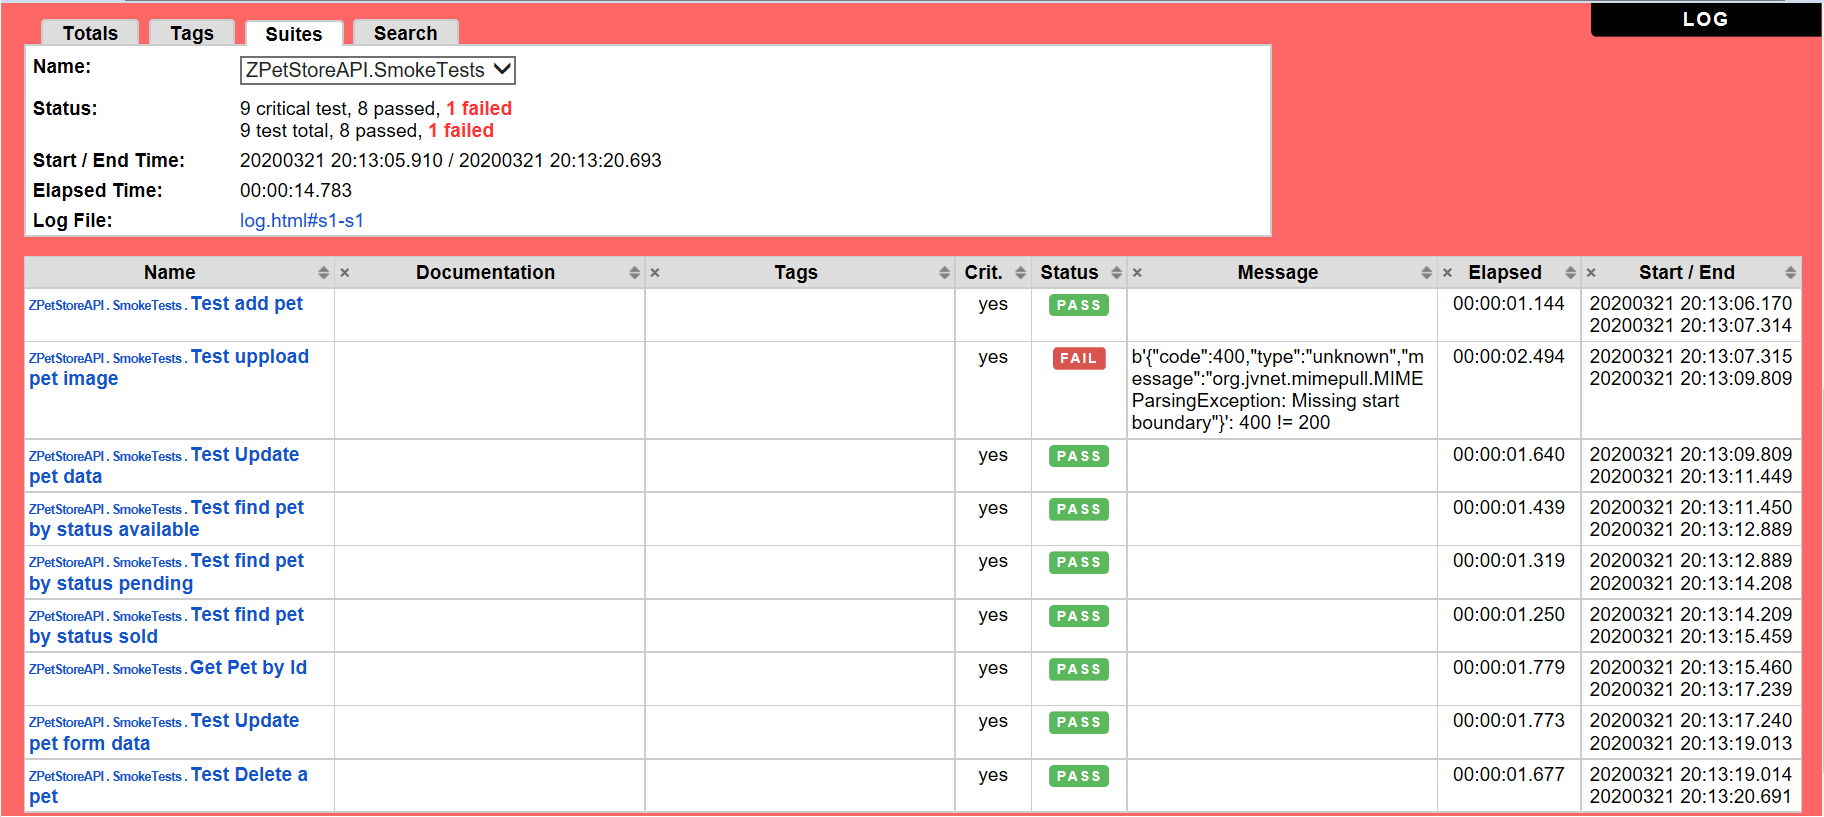 LOG
Totals Tags Suites Search
Name: ZPetStoreAPI.SmokeTests
Status: 9 critical test, 8 passed, 1 failed
9 test total, 8 passed, 1 failed
Start / End Time: 20200321 20:13:05.910 / 20200321 20:13:20.693
Elapsed Time: 00:00:14.783
Log File: log.html#s1-s1
Name × Documentation × Tags Crit. Status × Message × Elapsed × Start / End
ZPetStoreAPI . SmokeTests . Test add pet yes PASS 00:00:01.144 20200321 20:13:06.170
20200321 20:13:07.314
ZPetStoreAPI . SmokeTests . Test uppload yes FAIL b'{"code":400,"type":"unknown","m 00:00:02.494 20200321 20:13:07.315
pet image essage":"org.jvnet.mimepull.MIME 20200321 20:13:09.809
ParsingException: Missing start
boundary"}': 400 != 200
ZPetStoreAPI . SmokeTests . Test Update yes PASS 00:00:01.640 20200321 20:13:09.809
pet data 20200321 20:13:11.449
ZPetStoreAPI . SmokeTests . Test find pet yes PASS 00:00:01.439 20200321 20:13:11.450
by status available 20200321 20:13:12.889
ZPetStoreAPI . SmokeTests . Test find pet yes PASS 00:00:01.319 20200321 20:13:12.889
by status pending 20200321 20:13:14.208
ZPetStoreAPI . SmokeTests . Test find pet yes PASS 00:00:01.250 20200321 20:13:14.209
by status sold 20200321 20:13:15.459
ZPetStoreAPI . SmokeTests . Get Pet by Id yes PASS 00:00:01.779 20200321 20:13:15.460
20200321 20:13:17.239
ZPetStoreAPI . SmokeTests . Test Update yes PASS 00:00:01.773 20200321 20:13:17.240
pet form data 20200321 20:13:19.013
ZPetStoreAPI . SmokeTests . Test Delete a yes PASS 00:00:01.677 20200321 20:13:19.014
pet 20200321 20:13:20.691